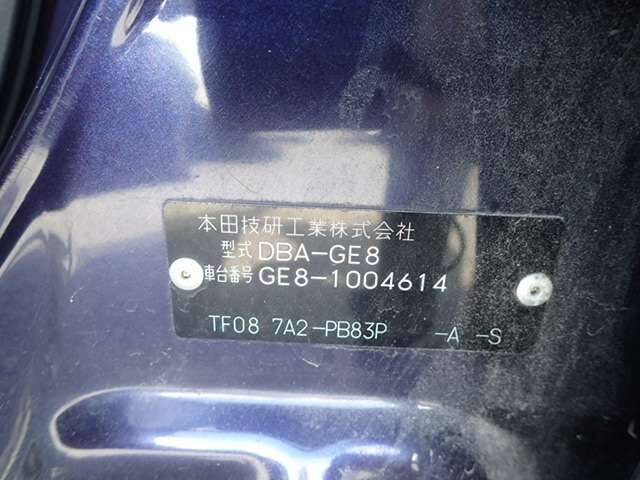 本田技研工業株式会社
型式 DBA-GE8
車台番号 GE8-1004614
TF08 7A2-PB83P -A -S